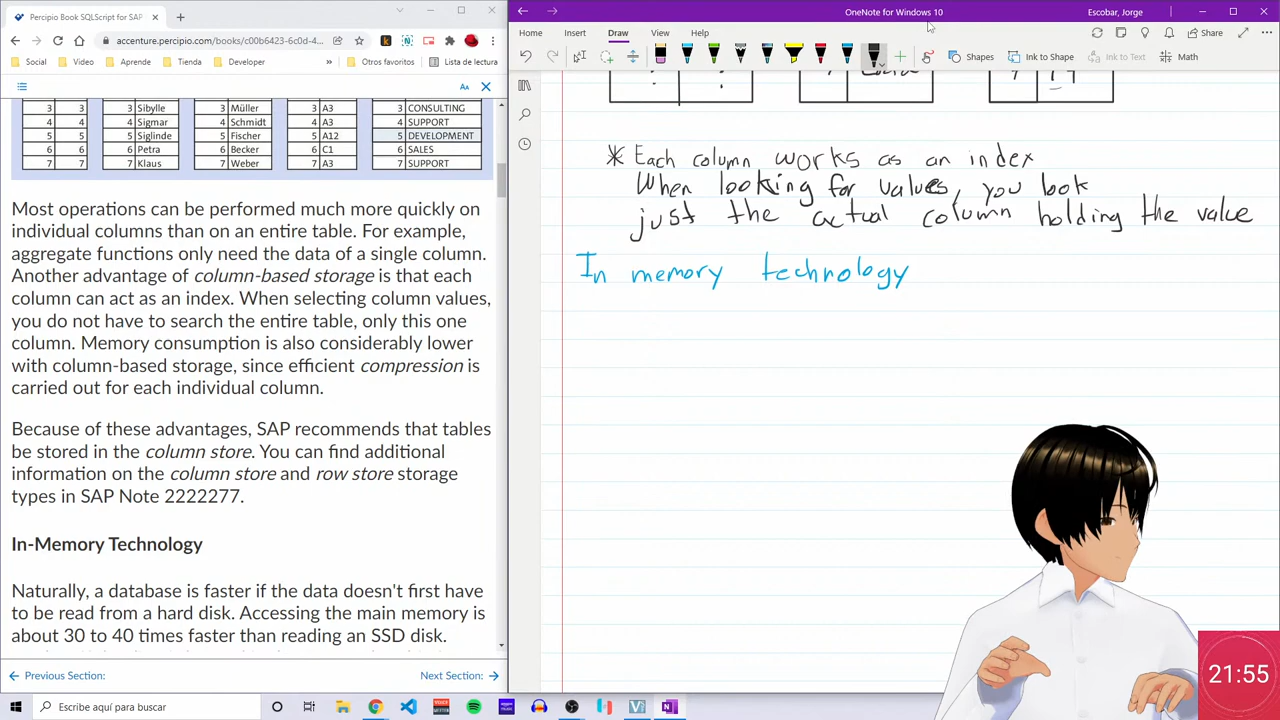 Percipio Book SQLScript for SAP
accenture.percipio.com/books/c00b6423-6c0d-4...
Social
Video
Aprende
Tienda
Developer
Otros favoritos
Lista de lectura
3 3 3 Sibylle 3 Müller 3 A3 3 CONSULTING
4 4 4 Sigmar 4 Schmidt 4 A3 4 SUPPORT
5 5 5 Siglinde 5 Fischer 5 A12 5 DEVELOPMENT
6 6 6 Petra 6 Becker 6 C1 6 SALES
7 7 7 Klaus 7 Weber 7 A3 7 SUPPORT
Most operations can be performed much more quickly on
individual columns than on an entire table. For example,
aggregate functions only need the data of a single column.
Another advantage of column-based storage is that each
column can act as an index. When selecting column values,
you do not have to search the entire table, only this one
column. Memory consumption is also considerably lower
with column-based storage, since efficient compression is
carried out for each individual column.
Because of these advantages, SAP recommends that tables
be stored in the column store. You can find additional
information on the column store and row store storage
types in SAP Note 2222277.
In-Memory Technology
Naturally, a database is faster if the data doesn't first have
to be read from a hard disk. Accessing the main memory is
about 30 to 40 times faster than reading an SSD disk.
Previous Section:
Next Section:
Escribe aquí para buscar
OneNote for Windows 10
Escobar, Jorge
Home
Insert
Draw
View
Help
Share
Shapes
Ink to Shape
Ink to Text
Math
* Each column works as an index
When looking for values, you look
just the actual column holding the value
In memory technology
21:55